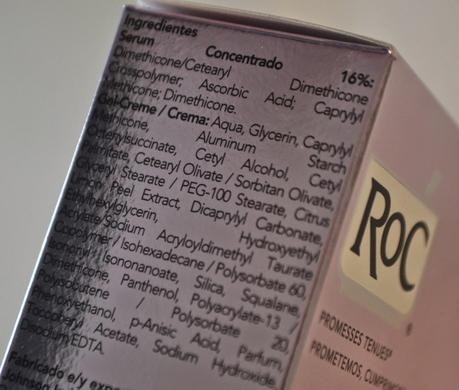 Ingredientes
Serum Concentrado 16%:
Dimethicone/Cetearyl Dimethicone
Crosspolymer; Ascorbic Acid; Caprylyl
Methicone; Dimethicone.
Gel-Creme / Crema: Aqua, Glycerin, Caprylyl
Methicone, Aluminum Starch
Octenylsuccinate, Cetyl Alcohol, Cetyl
Palmitate, Cetearyl Olivate / Sorbitan Olivate,
Glyceryl Stearate / PEG-100 Stearate, Citrus
Limon Peel Extract, Dicaprylyl Carbonate,
Ethylhexylglycerin, Hydroxyethyl
Acrylate/Sodium Acryloyldimethyl Taurate
Copolymer / Isohexadecane / Polysorbate 60,
Isononyl Isononanoate, Silica, Squalane,
Dimethicone, Panthenol, Polyacrylate-13 /
Polyisobutene / Polysorbate 20,
Phenoxyethanol, p-Anisic Acid, Parfum,
Tocopheryl Acetate, Sodium Hydroxide,
Disodium EDTA.
Fabricado e/y
Johnson
RoC®
PROMESSES TENUES
PROMETEMOS,